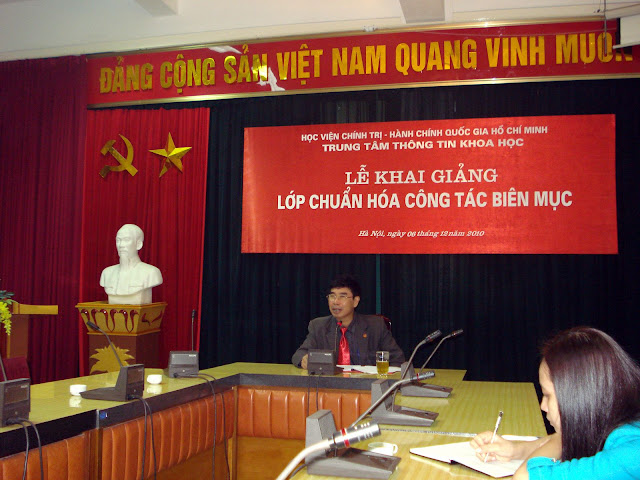 ĐẢNG CỘNG SẢN VIỆT NAM QUANG VINH MUÔN
HỌC VIỆN CHÍNH TRỊ - HÀNH CHÍNH QUỐC GIA HỒ CHÍ MINH
TRUNG TÂM THÔNG TIN KHOA HỌC
LỄ KHAI GIẢNG
LỚP CHUẨN HÓA CÔNG TÁC BIÊN MỤC
Hà Nội, ngày 06 tháng 12 năm 2010